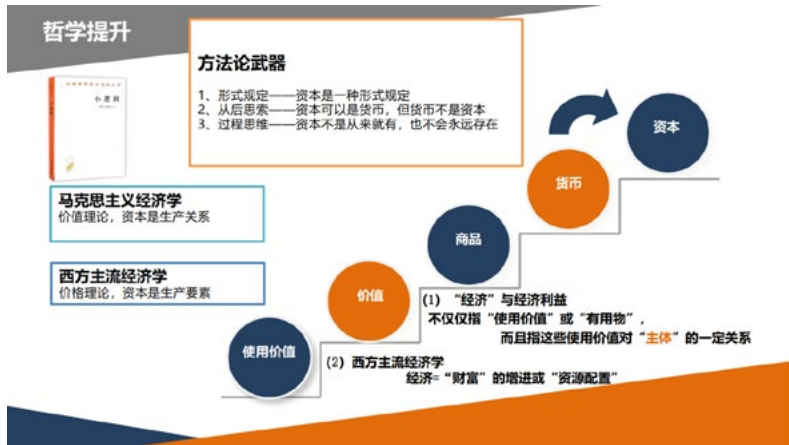 哲学提升
小逻辑
方法论武器
1、形式规定——资本是一种形式规定
2、从后思索——资本可以是货币，但货币不是资本
3、过程思维——资本不是从来就有，也不会永远存在
马克思主义经济学
价值理论，资本是生产关系
西方主流经济学
价格理论，资本是生产要素
资本
货币
商品
价值
使用价值
(1) “经济”与经济利益
不仅仅指“使用价值”或“有用物”，
而且指这些使用价值对“主体”的一定关系
(2) 西方主流经济学
经济=“财富”的增进或“资源配置”